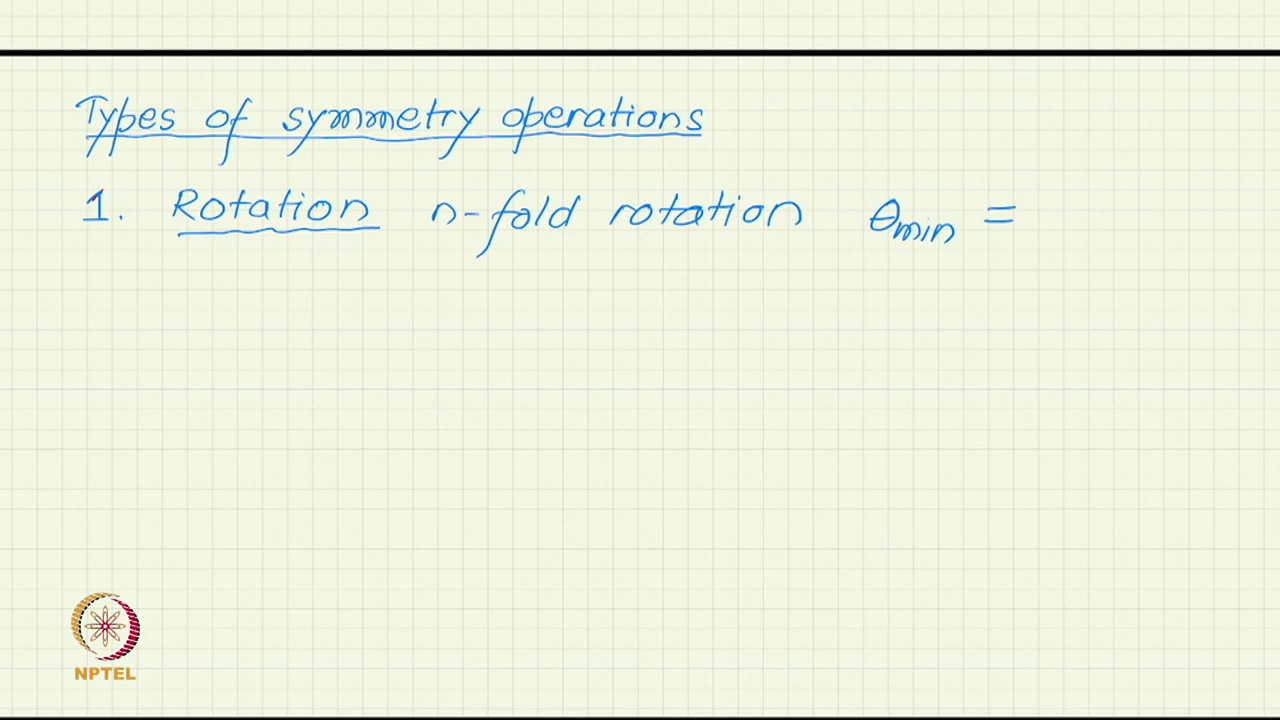 Types of symmetry operations
1. Rotation n-fold rotation θmin =
NPTEL